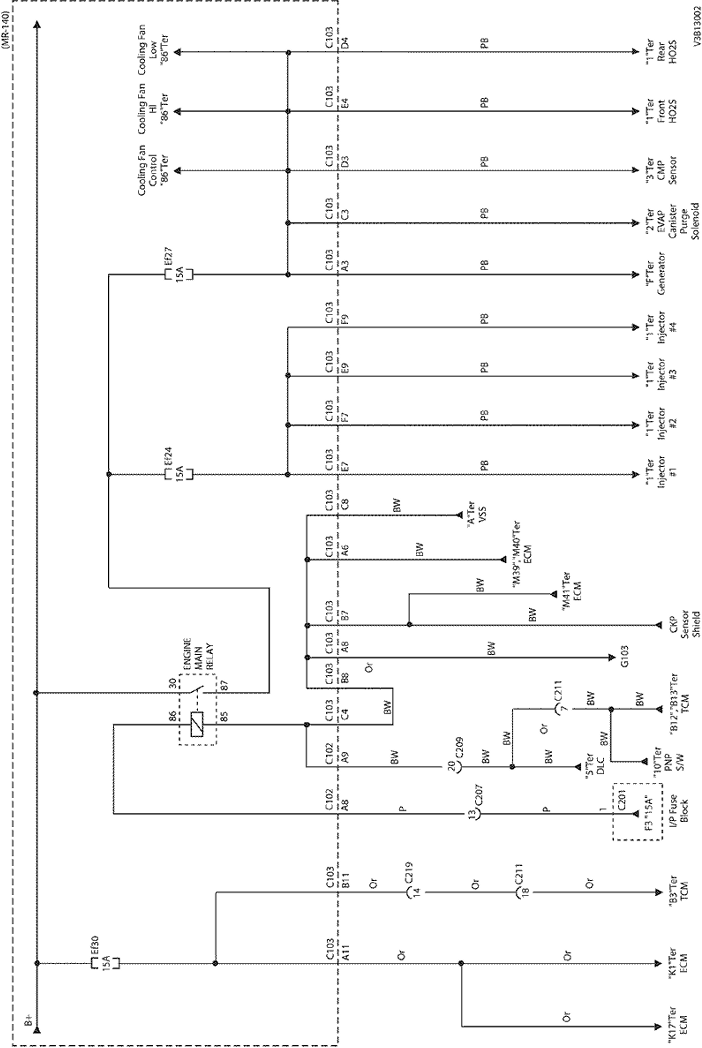 (MR-140)
V3B13002
B+
Cooling Fan
Low
"86"Ter
Cooling Fan
HI
"86"Ter
Cooling Fan
Control
"86"Ter
C103
D4
PB
"1"Ter
Rear
HO2S
C103
E4
PB
"1"Ter
Front
HO2S
C103
D3
PB
"3"Ter
CMP
Sensor
C103
C3
PB
"2"Ter
EVAP
Canister
Purge
Solenoid
Ef27
15A
C103
A3
PB
"F"Ter
Generator
C103
F9
PB
"1"Ter
Injector
#4
C103
E9
PB
"1"Ter
Injector
#3
C103
F7
PB
"1"Ter
Injector
#2
Ef24
15A
C103
E7
PB
"1"Ter
Injector
#1
C103
C8
BW
"A"Ter
VSS
C103
A6
BW
"M39","M40"Ter
ECM
BW
"M41"Ter
ECM
C103
B7
BW
CKP
Sensor
Shield
C103
A8
BW
G103
ENGINE
MAIN
RELAY
30
87
86
85
C103
B8
Or
C103
C4
BW
C102
A9
BW
20
C209
BW
BW
Or
C211
7
BW
"B12","B13"Ter
TCM
BW
"5"Ter
DLC
BW
"10"Ter
PNP
S/W
C102
A8
P
13
C207
P
1
C201
F3 "15A"
I/P Fuse
Block
C103
B11
Or
C219
14
Or
C211
18
Or
"B3"Ter
TCM
Ef30
15A
C103
A11
Or
Or
"K1"Ter
ECM
Or
"K17"Ter
ECM